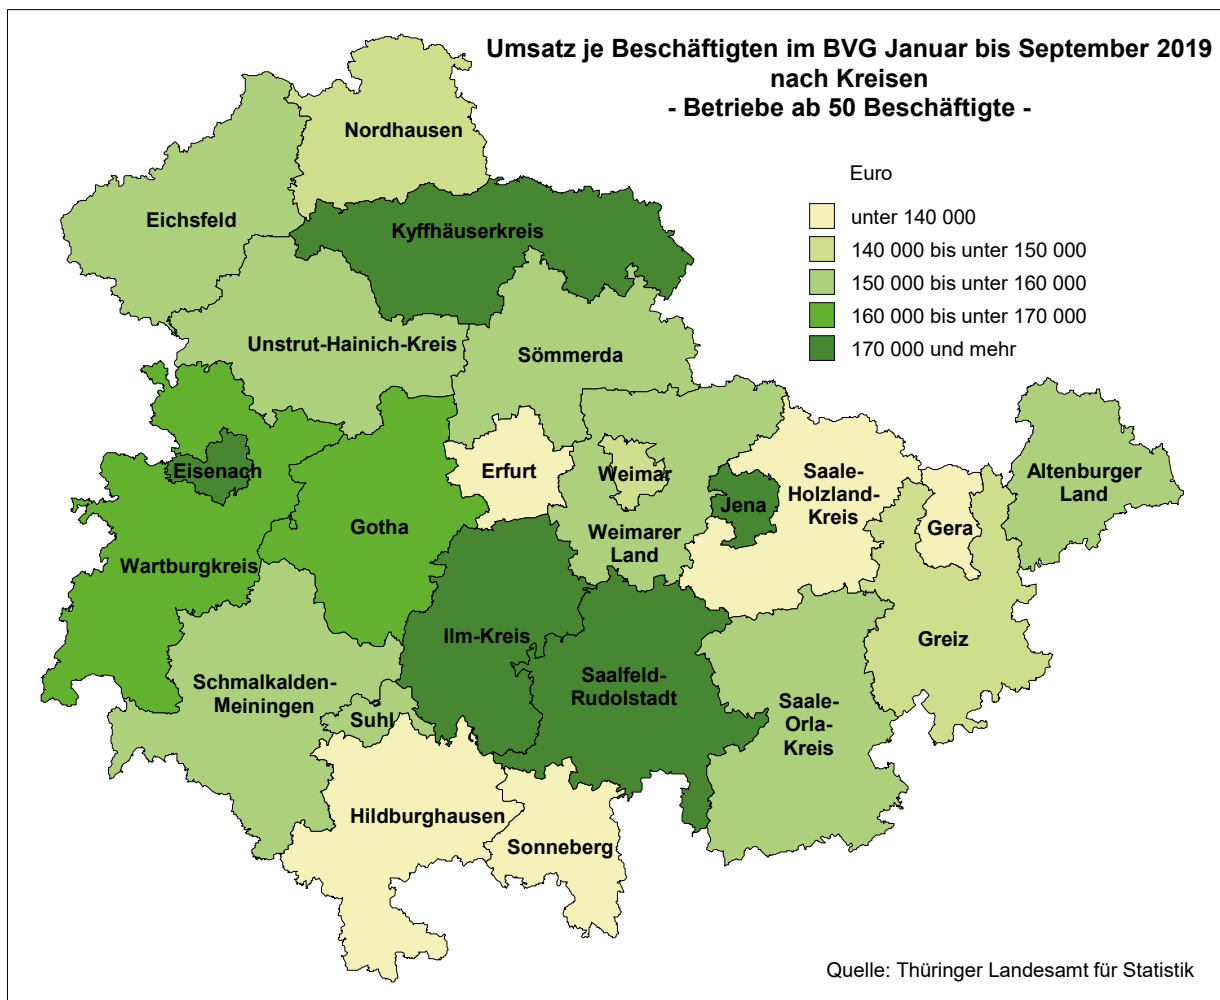 Umsatz je Beschäftigten im BVG Januar bis September 2019
nach Kreisen
- Betriebe ab 50 Beschäftigte -
Euro
unter 140 000
140 000 bis unter 150 000
150 000 bis unter 160 000
160 000 bis unter 170 000
170 000 und mehr
Nordhausen
Eichsfeld
Kyffhäuserkreis
Unstrut-Hainich-Kreis
Sömmerda
Eisenach
Erfurt
Weimar
Saale-
Holzland-
Kreis
Altenburger
Land
Jena
Gotha
Weimarer
Land
Gera
Wartburgkreis
Ilm-Kreis
Greiz
Saalfeld-
Rudolstadt
Schmalkalden-
Meiningen
Suhl
Saale-
Orla-
Kreis
Hildburghausen
Sonneberg
Quelle: Thüringer Landesamt für Statistik